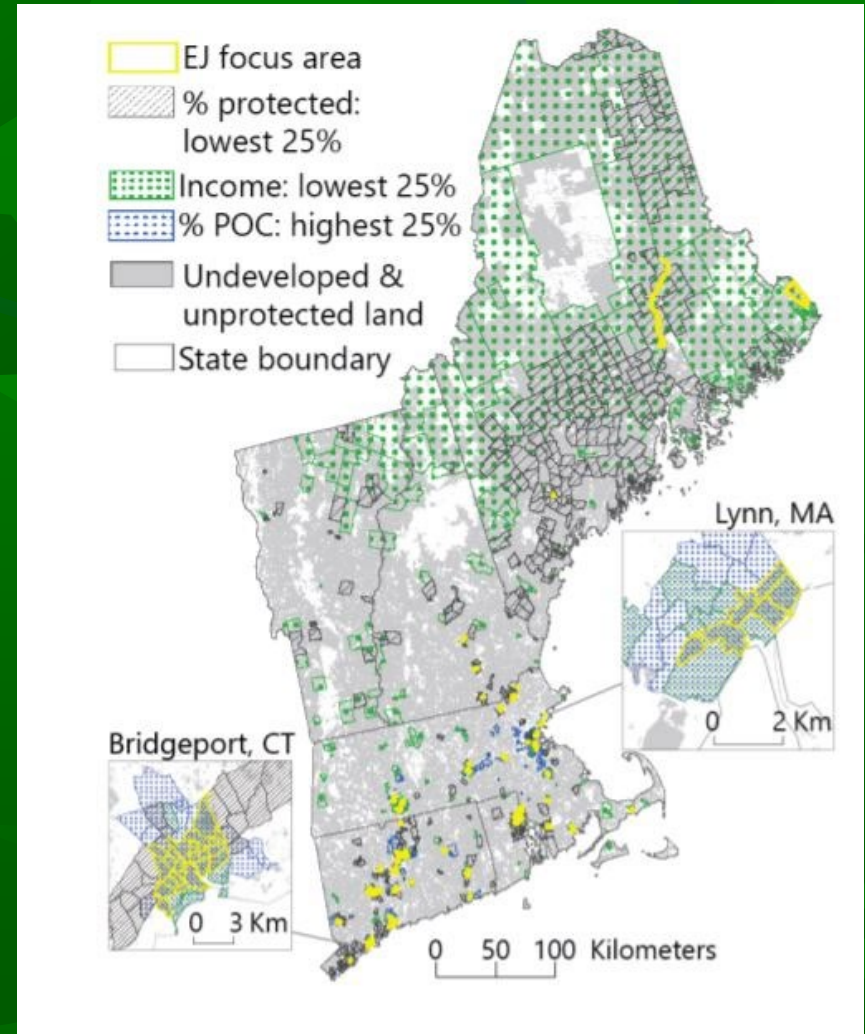 EJ focus area
% protected:
lowest 25%
Income: lowest 25%
% POC: highest 25%
Undeveloped &
unprotected land
State boundary
Lynn, MA
0 2 Km
Bridgeport, CT
0 3 Km
0 50 100 Kilometers